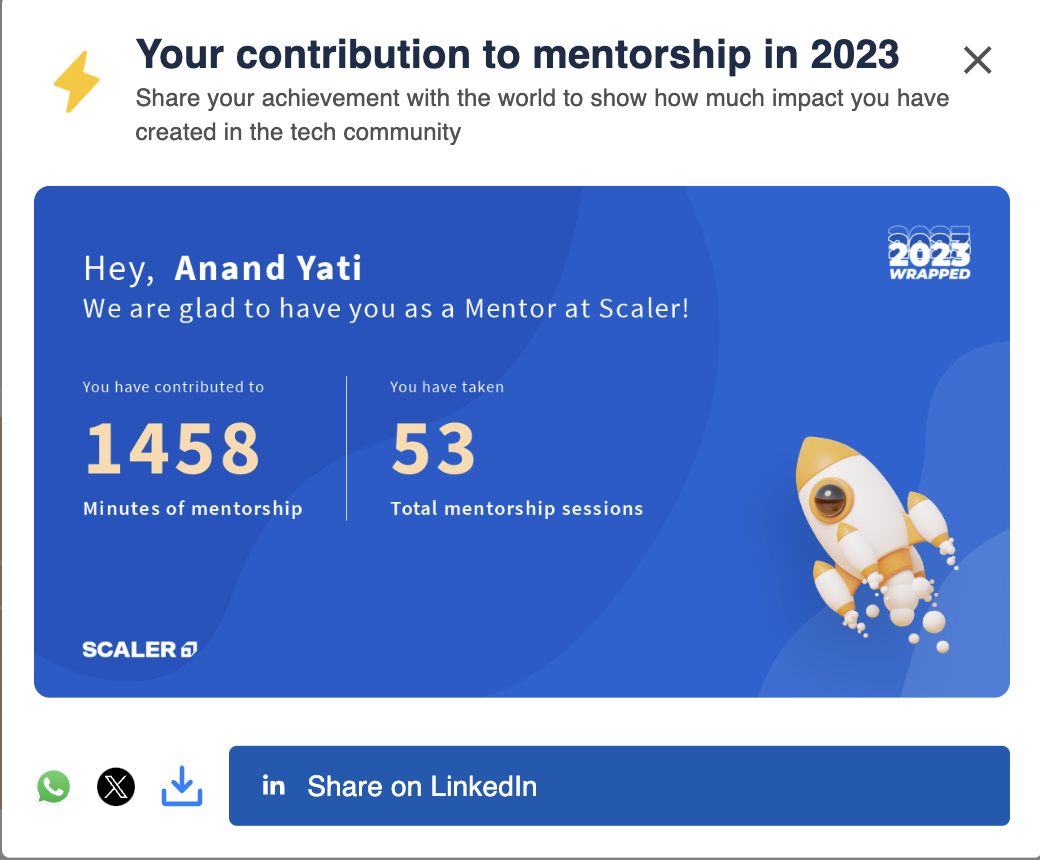 Your contribution to mentorship in 2023
Share your achievement with the world to show how much impact you have
created in the tech community
Hey, Anand Yati
We are glad to have you as a Mentor at Scaler!
2023
2023
WRAPPED
You have contributed to
1458
Minutes of mentorship
You have taken
53
Total mentorship sessions
SCALER
in Share on LinkedIn